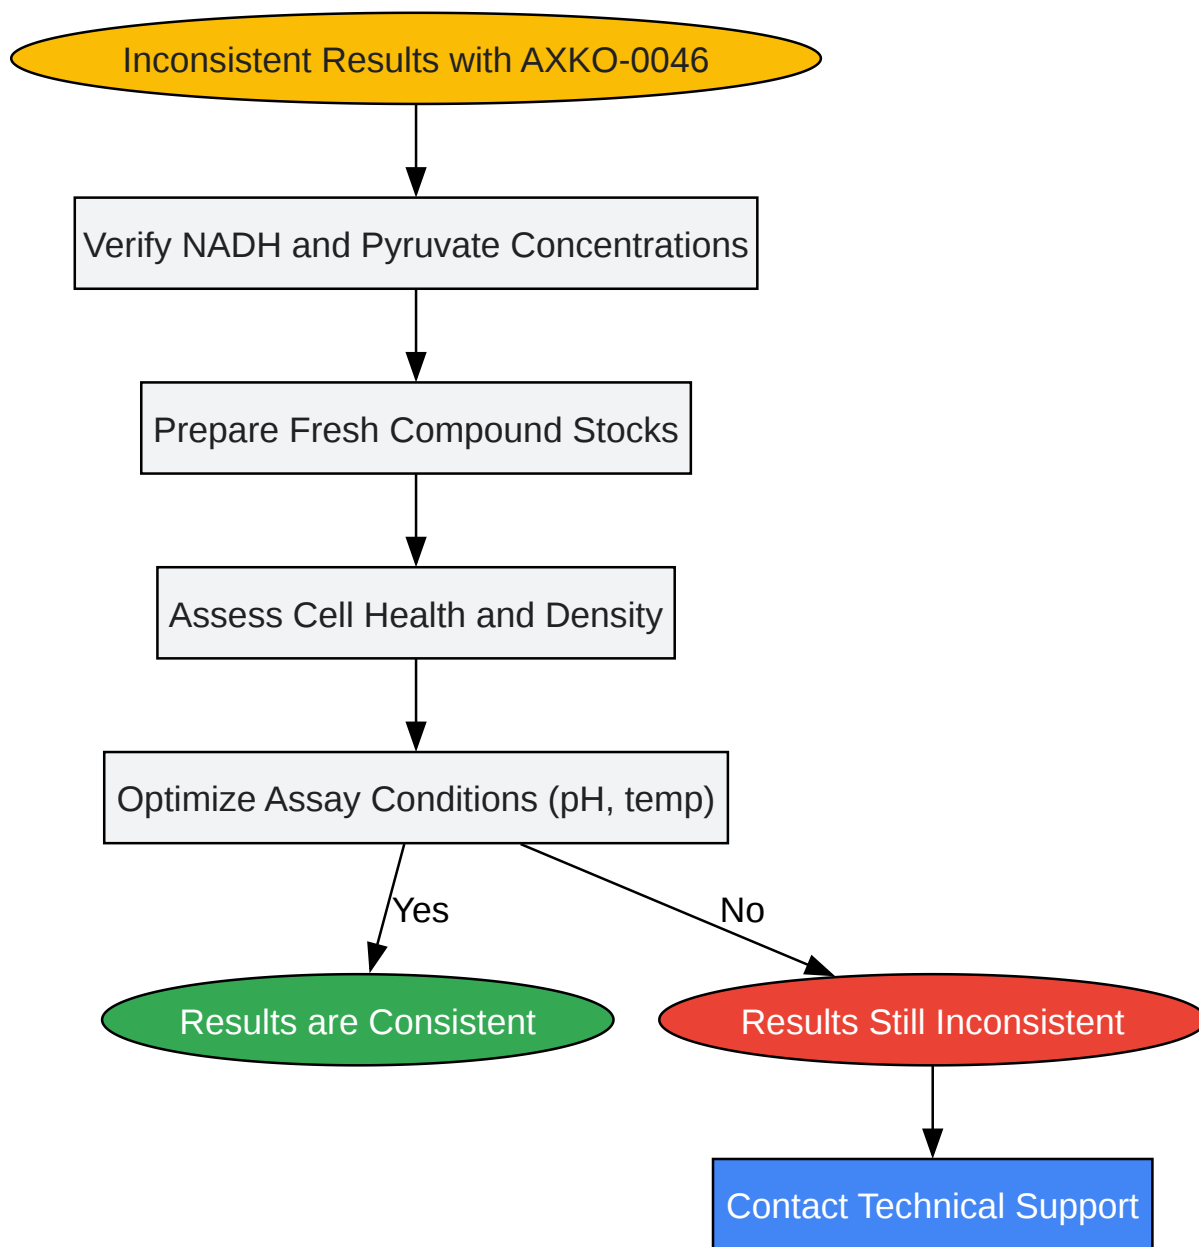 Inconsistent Results with AXKO-0046
Verify NADH and Pyruvate Concentrations
Prepare Fresh Compound Stocks
Assess Cell Health and Density
Optimize Assay Conditions (pH, temp)
Yes
No
Results are Consistent
Results Still Inconsistent
Contact Technical Support